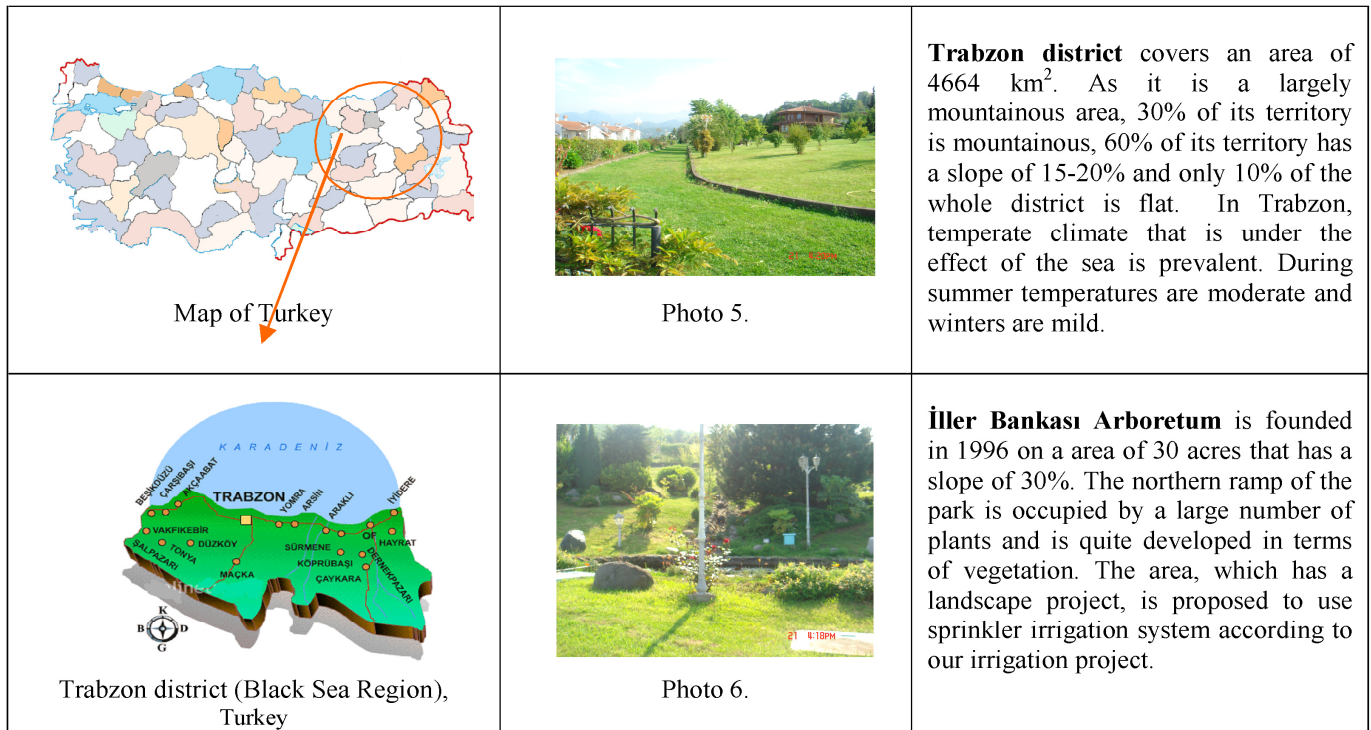 Map of Turkey
21 4:20PM
Photo 5.
Trabzon district covers an area of
4664 km². As it is a largely
mountainous area, 30% of its territory
is mountainous, 60% of its territory has
a slope of 15-20% and only 10% of the
whole district is flat. In Trabzon,
temperate climate that is under the
effect of the sea is prevalent. During
summer temperatures are moderate and
winters are mild.
KARADENİZ
BEŞİKDÜZÜ
ÇARŞIBAŞI
AKÇAABAT
TRABZON
YOMRA
ARSİN
ARAKLI
İYİDERE
VAKFIKEBİR
ŞALPAZARI
TONYA
DÜZKÖY
MAÇKA
SÜRMENE
KÖPRÜBAŞI
ÇAYKARA
OF
HAYRAT
DERNEKPAZARI
K
B D
G
Trabzon district (Black Sea Region),
Turkey
21 4:18PM
Photo 6.
İller Bankası Arboretum is founded
in 1996 on a area of 30 acres that has a
slope of 30%. The northern ramp of the
park is occupied by a large number of
plants and is quite developed in terms
of vegetation. The area, which has a
landscape project, is proposed to use
sprinkler irrigation system according to
our irrigation project.